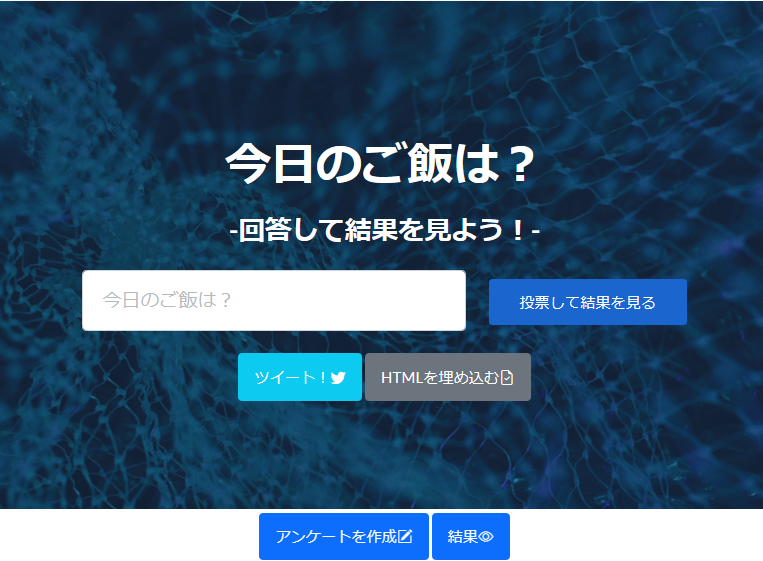 今日のご飯は？
-回答して結果を見よう！-
今日のご飯は？
投票して結果を見る
ツイート！
HTMLを埋め込む
アンケートを作成
結果